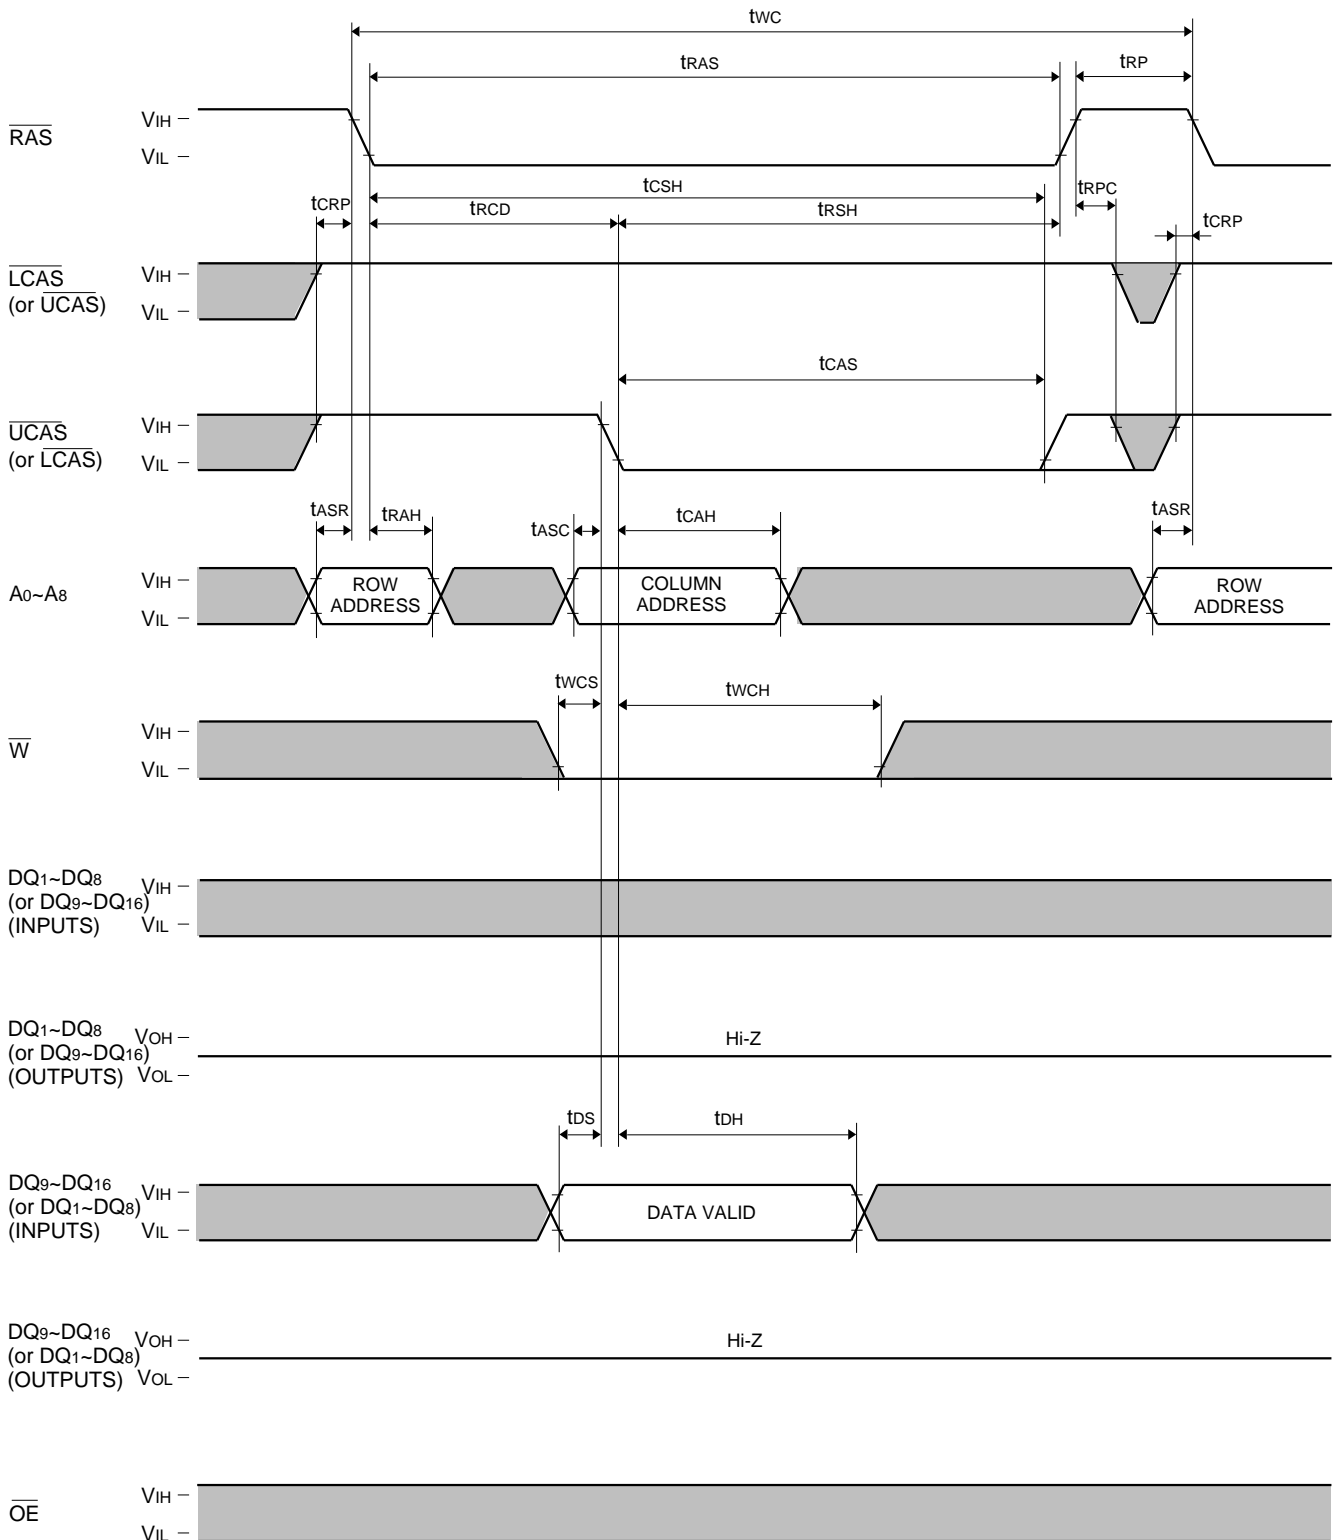 tWC
tRAS tRP
RAS VIH
VIL
tCSH
tCRP tRCD tRSH tRPC tCRP
LCAS VIH
(or UCAS) VIL
tCAS
UCAS VIH
(or LCAS) VIL
tASR tRAH tASC tCAH tASR
A0~A8 VIH
VIL
ROW ADDRESS
COLUMN ADDRESS
ROW ADDRESS
tWCS tWCH
W VIH
VIL
DQ1~DQ8 VIH
(or DQ9~DQ16)
(INPUTS) VIL
DQ1~DQ8 VOH
(or DQ9~DQ16)
(OUTPUTS) VOL
Hi-Z
tDS tDH
DQ9~DQ16 VIH
(or DQ1~DQ8)
(INPUTS) VIL
DATA VALID
DQ9~DQ16 VOH
(or DQ1~DQ8)
(OUTPUTS) VOL
Hi-Z
OE VIH
VIL